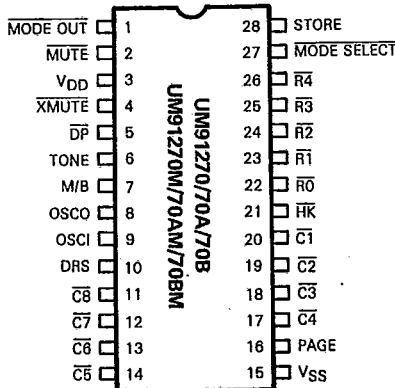 MODE OUT 1 28 STORE
MUTE 2 27 MODE SELECT
VDD 3 26 R4
XMUTE 4 25 R3
DP 5 24 R2
TONE 6 23 R1
M/B 7 22 R0
OSCO 8 21 HK
OSCI 9 20 C1
DRS 10 19 C2
C8 11 18 C3
C7 12 17 C4
C6 13 16 PAGE
C5 14 15 VSS
UM91270/70A/70B
UM91270M/70AM/70BM